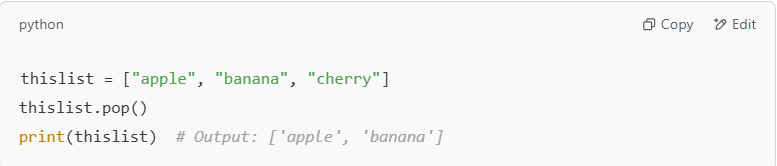 python
Copy
Edit
thislist = ["apple", "banana", "cherry"]
thislist.pop()
print(thislist)  # Output: ['apple', 'banana']